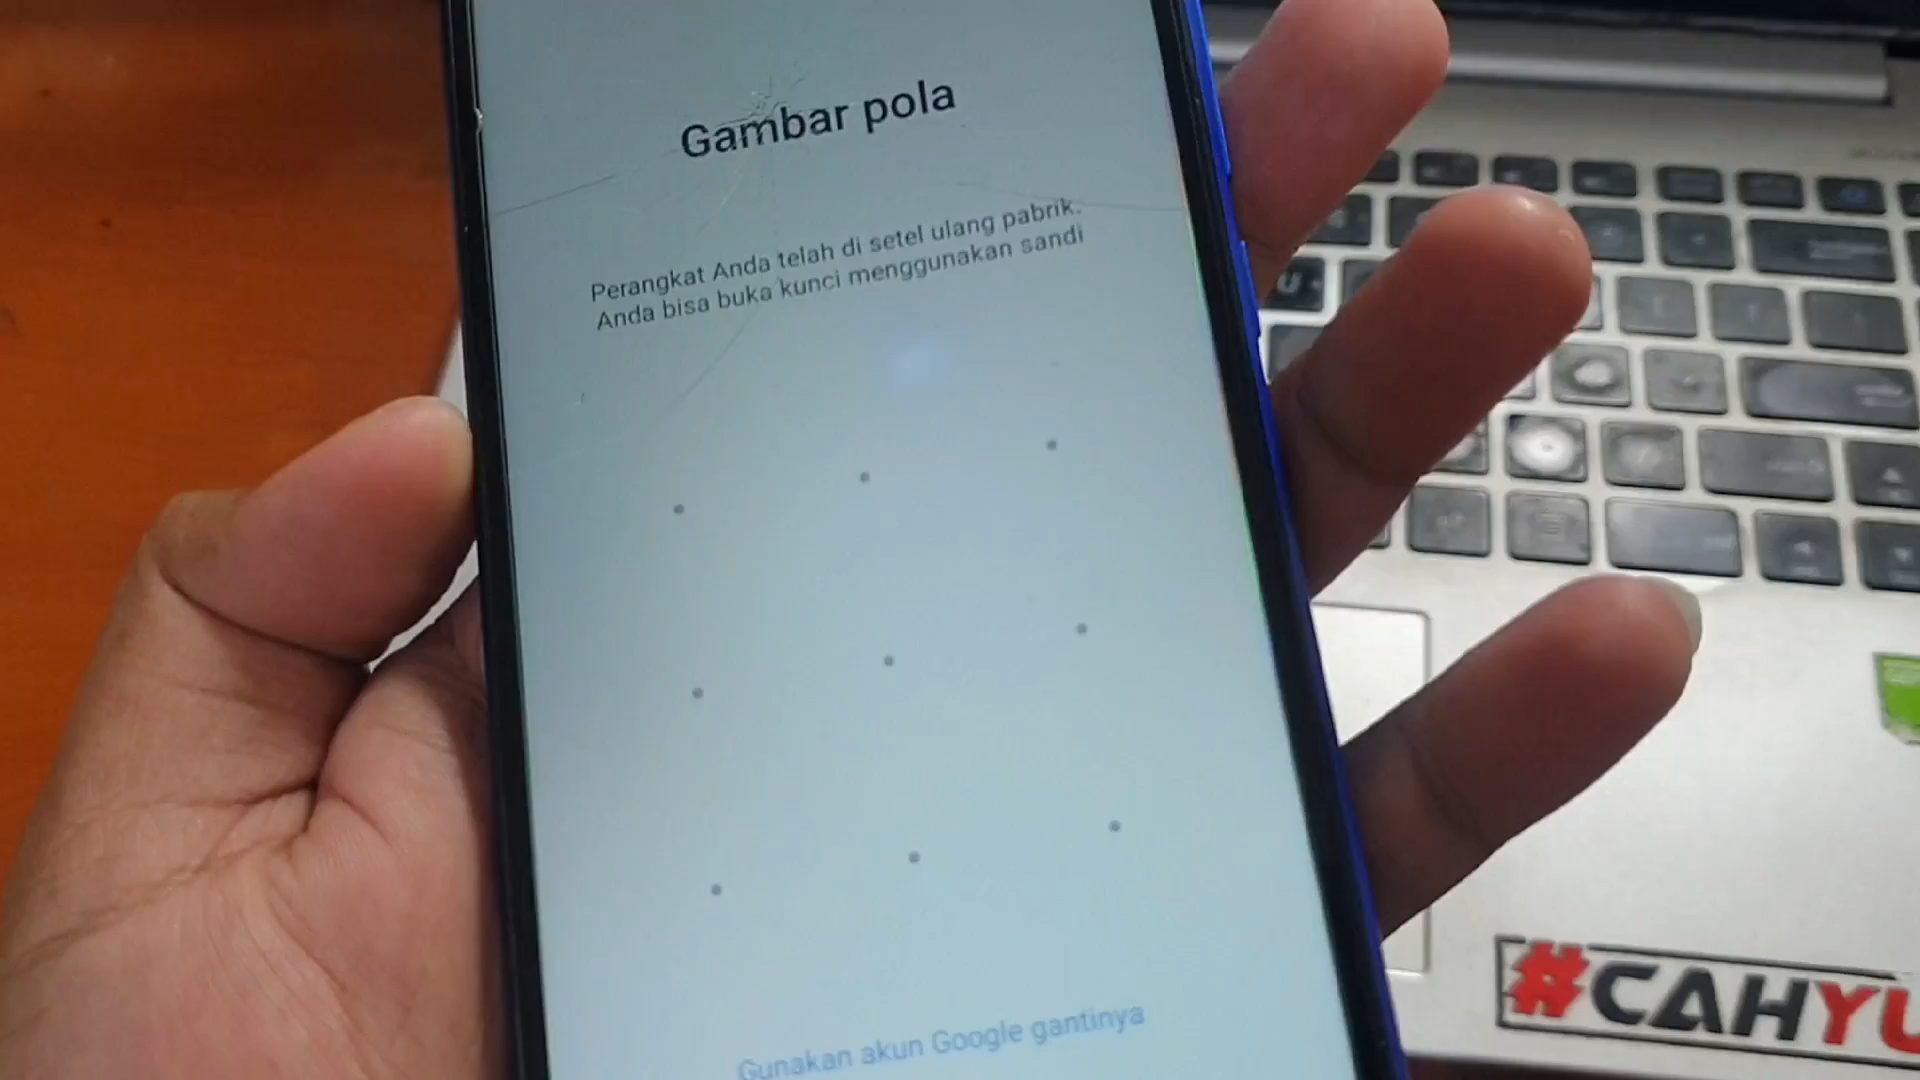 Gambar pola
Perangkat Anda telah di setel ulang pabrik.
Anda bisa buka kunci menggunakan sandi
Gunakan akun Google gantinya
U
#CAHYU